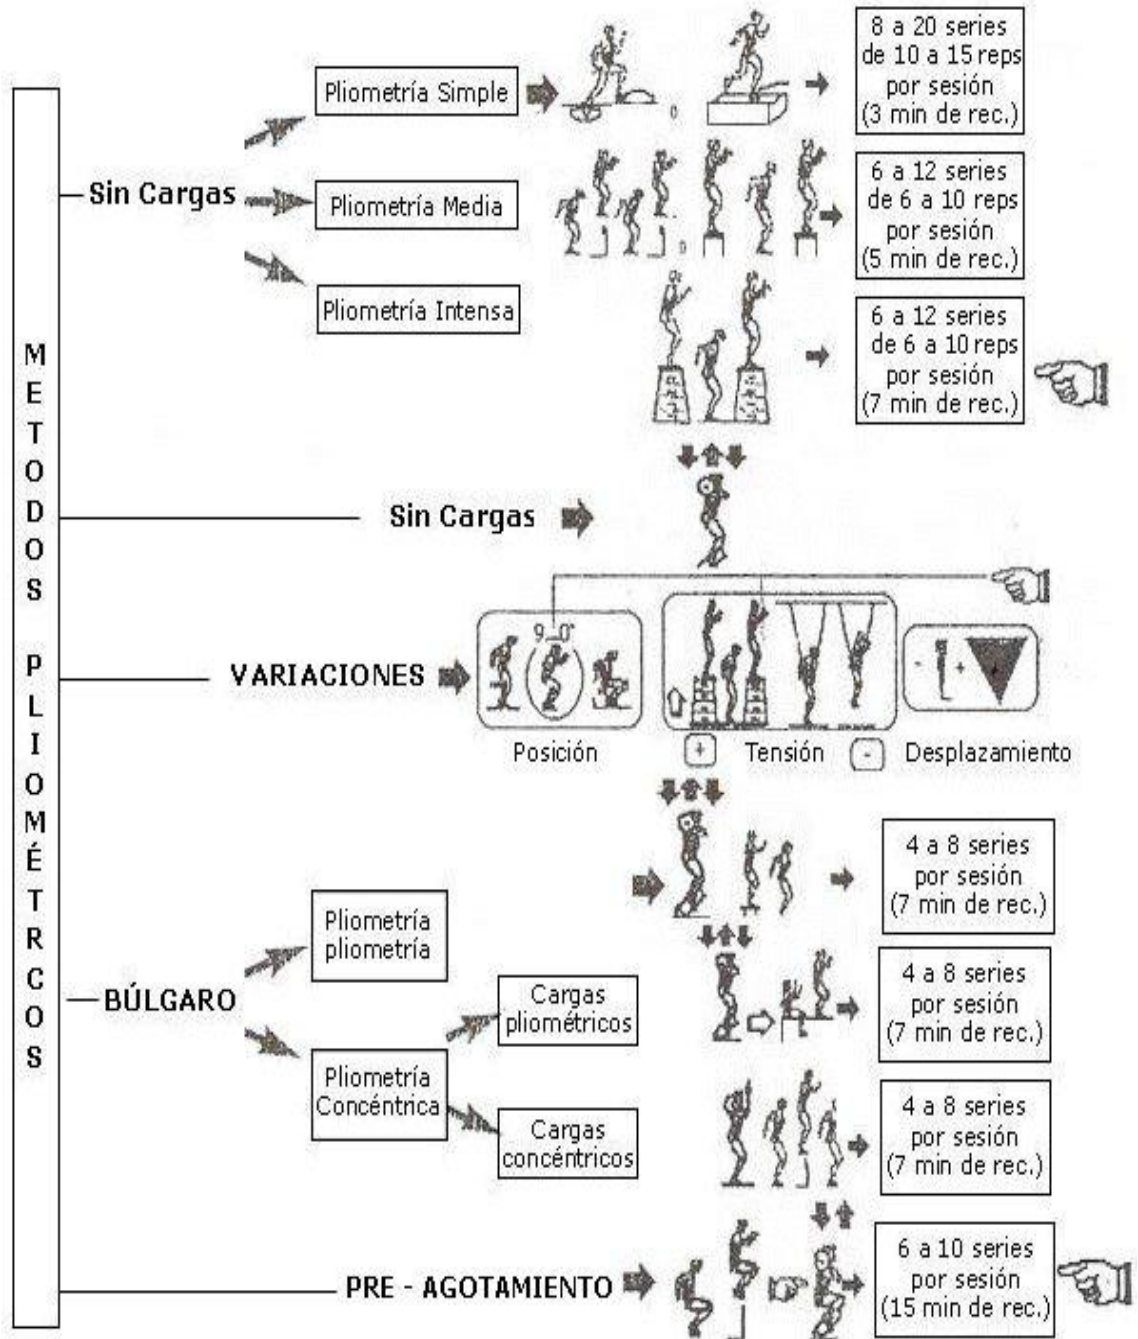 METODOS PLIOMÉTRCOS
Sin Cargas
Pliometría Simple
8 a 20 series
de 10 a 15 reps
por sesión
(3 min de rec.)
Pliometría Media
6 a 12 series
de 6 a 10 reps
por sesión
(5 min de rec.)
Pliometría Intensa
6 a 12 series
de 6 a 10 reps
por sesión
(7 min de rec.)
Sin Cargas
VARIACIONES
9_0°
- +
Posición
+ Tensión
- Desplazamiento
BÚLGARO
Pliometría
pliometría
4 a 8 series
por sesión
(7 min de rec.)
Pliometría
Concéntrica
Cargas
pliométricos
4 a 8 series
por sesión
(7 min de rec.)
Cargas
concéntricos
4 a 8 series
por sesión
(7 min de rec.)
PRE - AGOTAMIENTO
6 a 10 series
por sesión
(15 min de rec.)